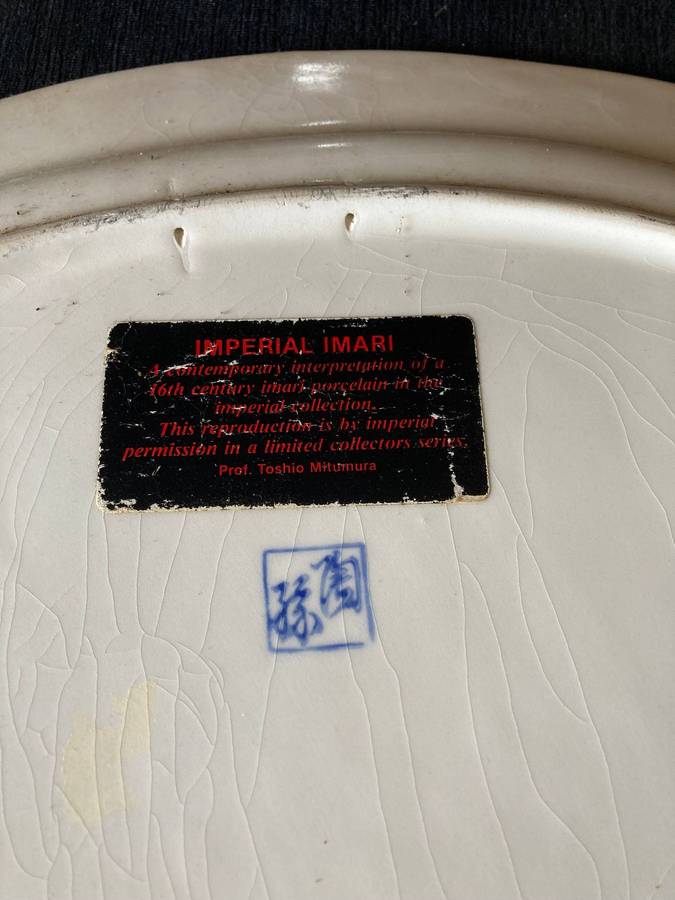 IMPERIAL IMARI
A contemporary interpretation of a
16th century imari porcelain in the
imperial collection.
This reproduction is by imperial
permission in a limited collectors series.
Prof. Toshio Mitumura